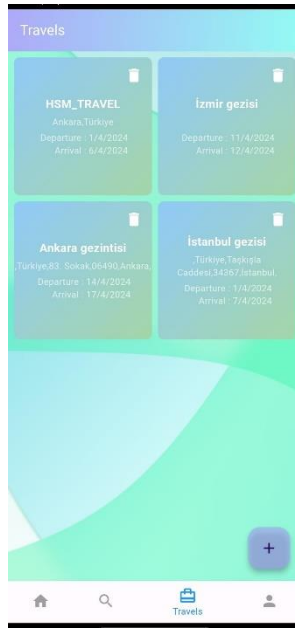 Travels
HSM_TRAVEL
Ankara,Türkiye
Departure : 1/4/2024
Arrival : 6/4/2024
İzmir gezisi
Departure : 11/4/2024
Arrival : 12/4/2024
Ankara gezintisi
,Türkiye,83. Sokak,06490,Ankara,
Departure : 14/4/2024
Arrival : 17/4/2024
İstanbul gezisi
,Türkiye,Taşkışla
Caddesi,34267,İstanbul
Departure : 1/4/2024
Arrival : 7/4/2024
Travels